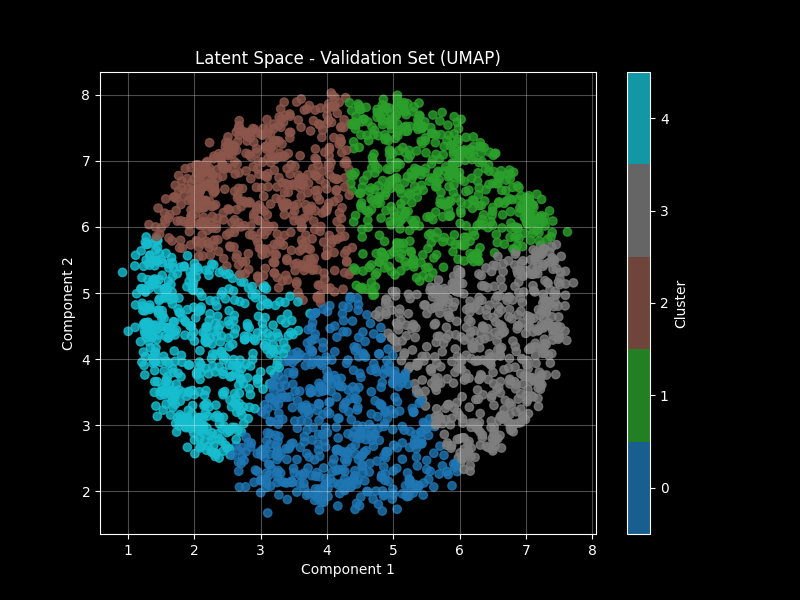 Latent Space - Validation Set (UMAP)
8
7
6
5
4
3
2
Component 2
1 2 3 4 5 6 7 8
Component 1
4
3
2
1
0
Cluster